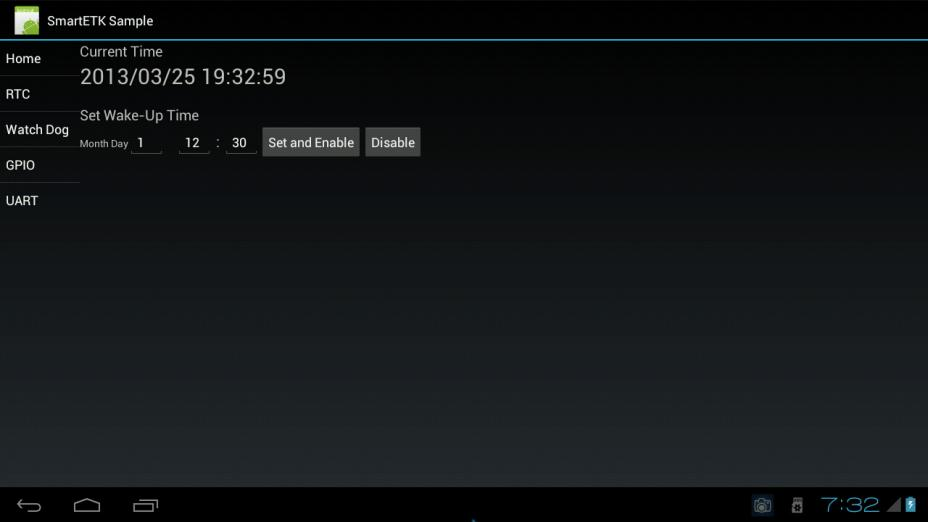 SmartETK Sample
Home
RTC
Watch Dog
GPIO
UART
Current Time
2013/03/25 19:32:59
Set Wake-Up Time
Month Day 1 12 : 30 Set and Enable Disable
7:32